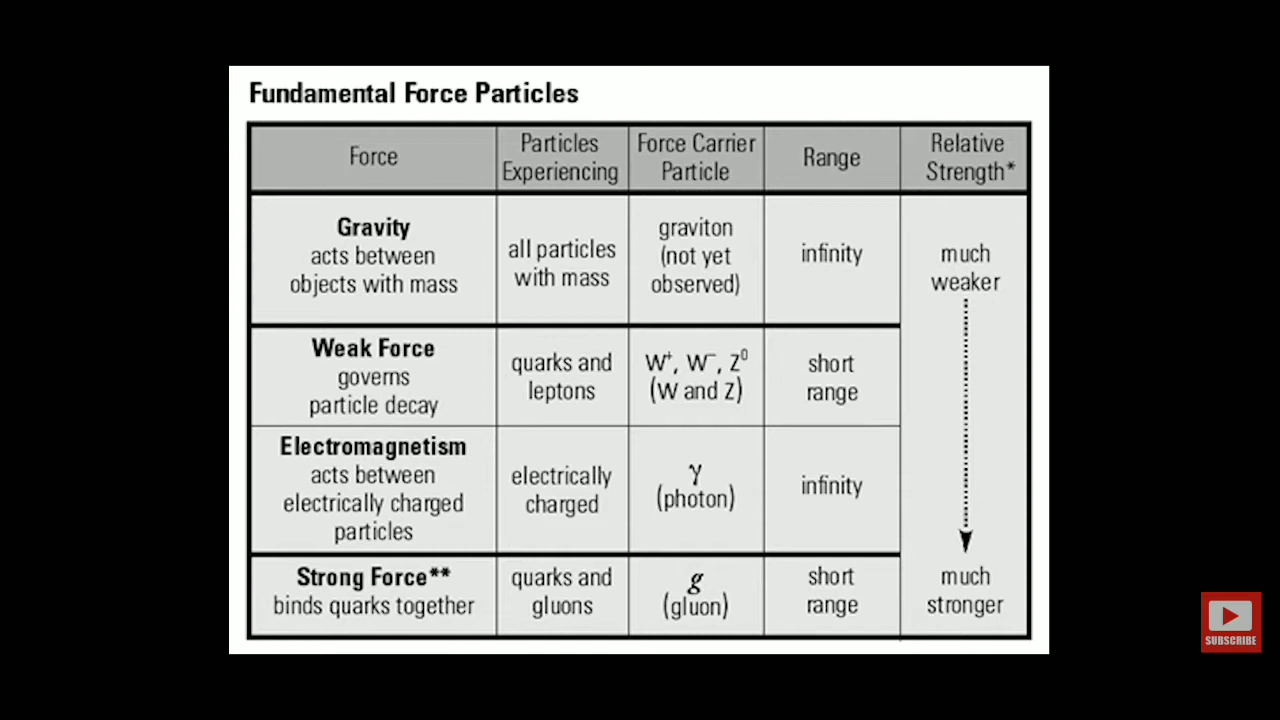 Fundamental Force Particles
Force
Particles
Experiencing
Force Carrier
Particle
Range
Relative
Strength*
Gravity
acts between
objects with mass
all particles
with mass
graviton
(not yet
observed)
infinity
much
weaker
Weak Force
governs
particle decay
quarks and
leptons
W⁺, W⁻, Z⁰
(W and Z)
short
range
Electromagnetism
acts between
electrically charged
particles
electrically
charged
γ
(photon)
infinity
Strong Force**
binds quarks together
quarks and
gluons
g
(gluon)
short
range
much
stronger
SUBSCRIBE